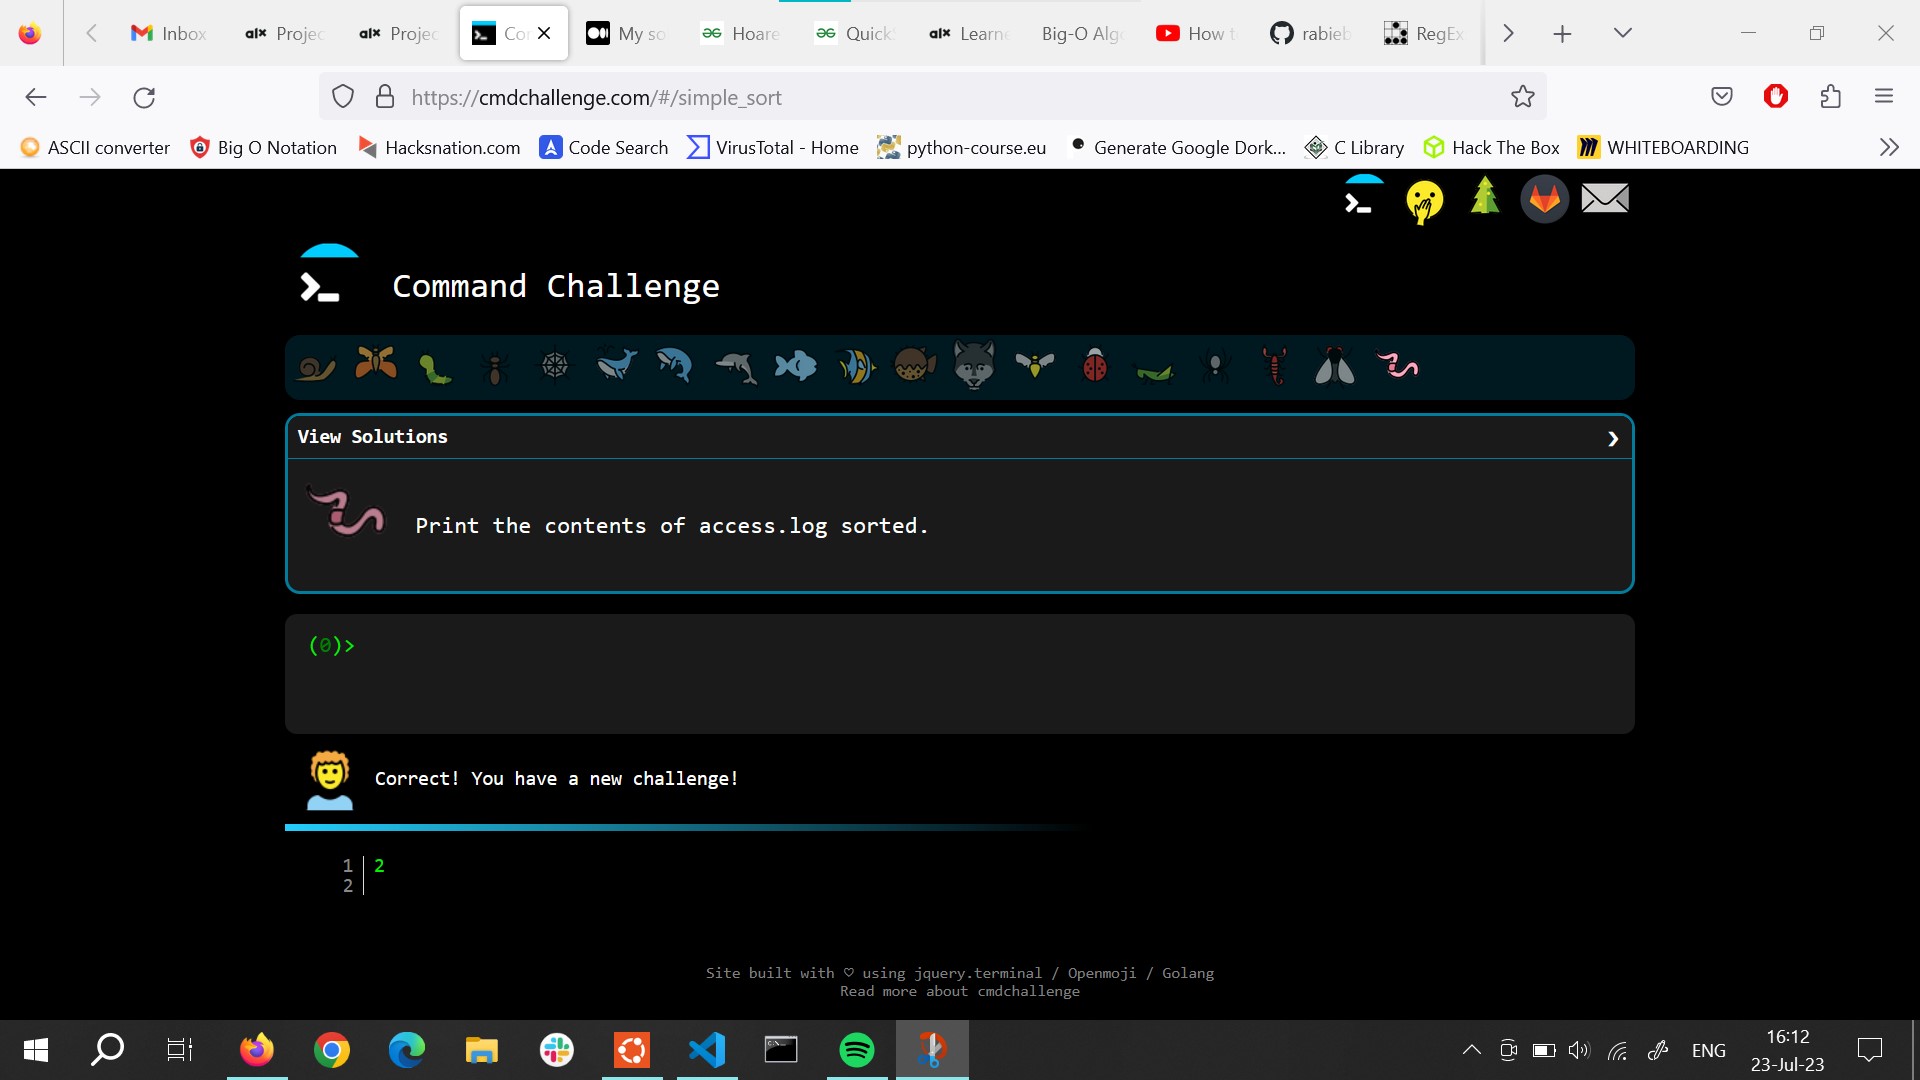 Inbox
alx Projec
alx Projec
Co
My so
Hoare
Quick
alx Learne
Big-O Alg
How t
rabieb
RegEx
https://cmdchallenge.com/#/simple_sort
ASCII converter
Big O Notation
Hacksnation.com
Code Search
VirusTotal - Home
python-course.eu
Generate Google Dork...
C Library
Hack The Box
WHITEBOARDING
Command Challenge
View Solutions
Print the contents of access.log sorted.
(0)>
Correct! You have a new challenge!
1 2
2
Site built with ♡ using jquery.terminal / Openmoji / Golang
Read more about cmdchallenge
ENG
16:12
23-Jul-23